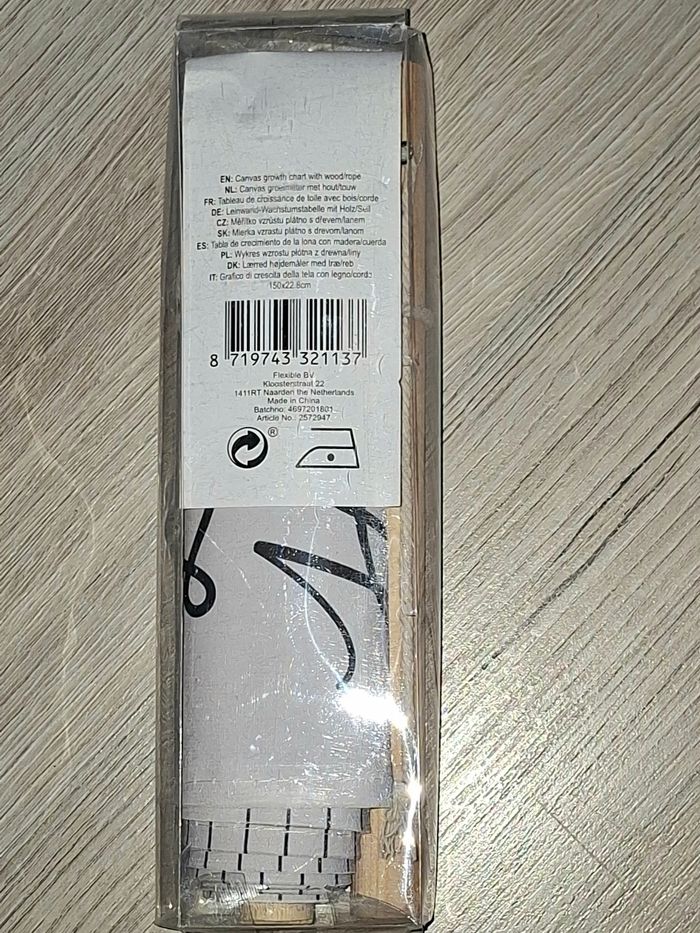 EN: Canvas growth chart with wood/rope
NL: Canvas groeimeter met hout/touw
FR: Tableau de croissance de toile avec bois/corde
DE: Leinwand-Wachstumstabelle mit Holz/Seil
CZ: Měřítko vzrůstu plátno s dřevem/lanem
SK: Mierka vzrastu plátno s drevom/lanom
ES: Tabla de crecimiento de la lona con madera/cuerda
PL: Wykres wzrostu płótna z drewna/liny
DK: Lærred højdemåler med træ/reb
IT: Grafico di crescita della tela con legno/corda
150x22.8cm
8 719743 321137
Flexible BV
Kloosterstraat 22
1411RT Naarden the Netherlands
Made in China
Batchno: 4697201801
Article No.: 2572947
®